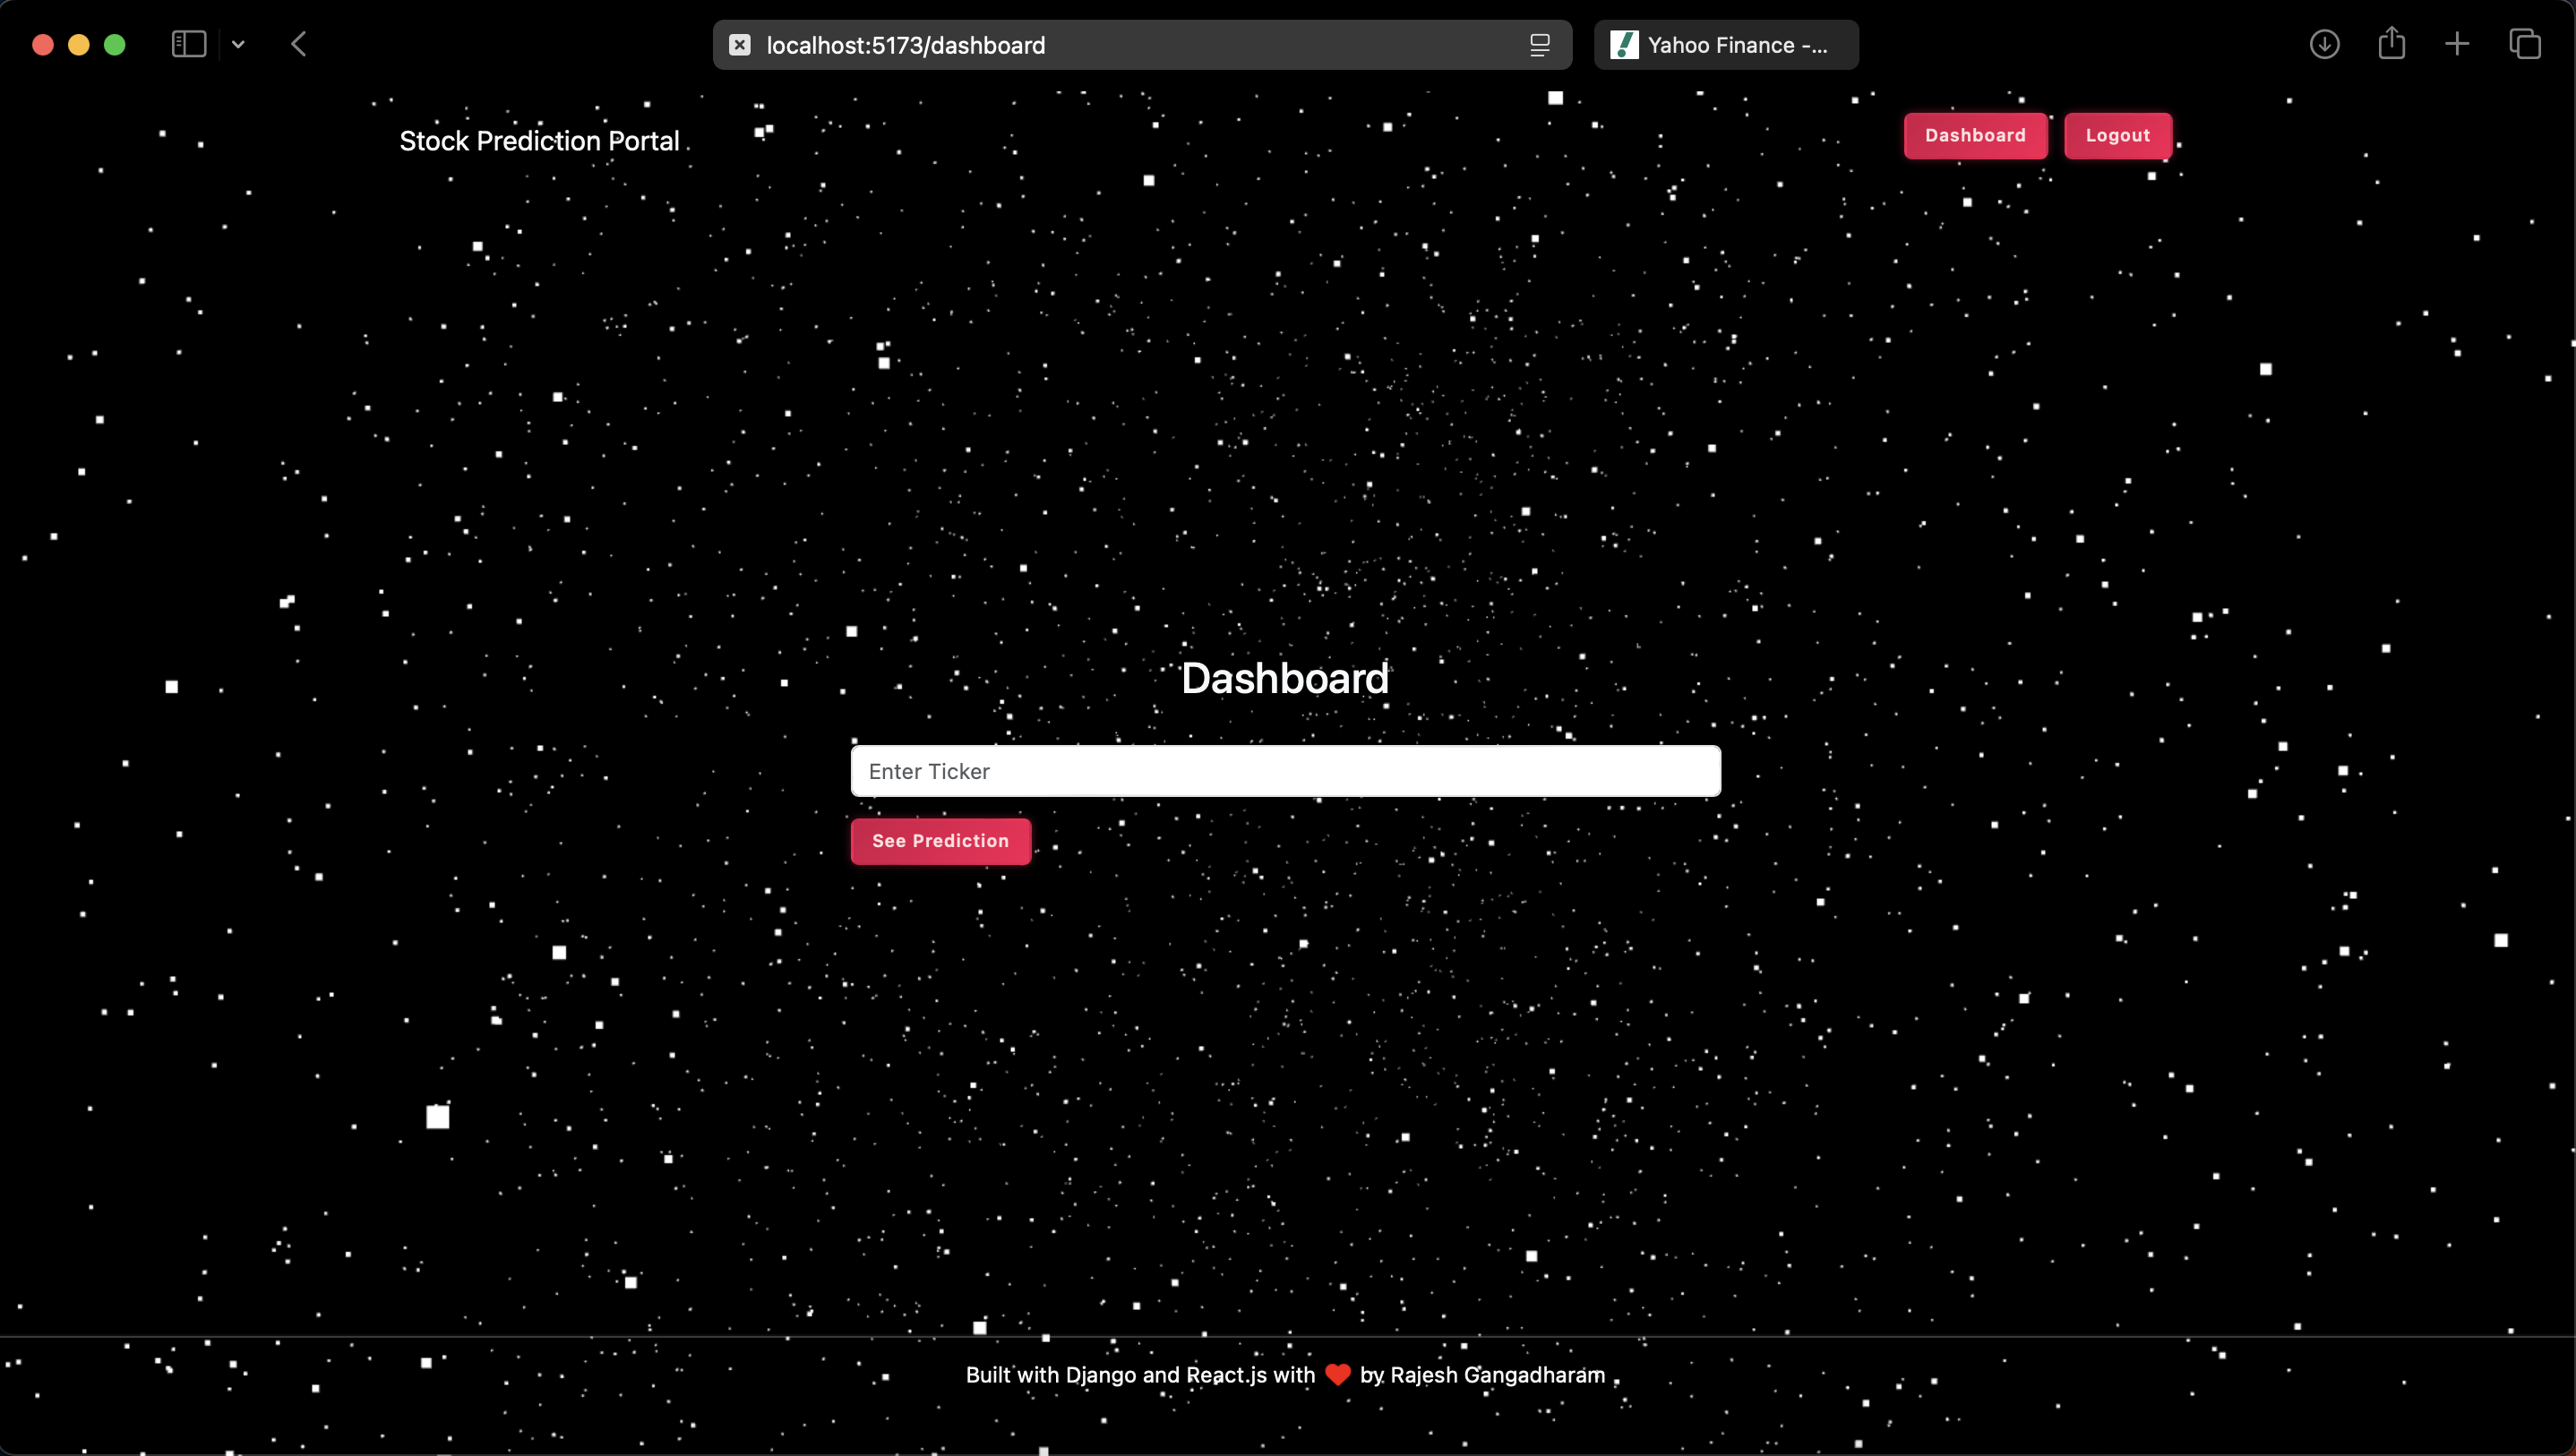 localhost:5173/dashboard
Yahoo Finance -...
Stock Prediction Portal
Dashboard
Logout
Dashboard
Enter Ticker
See Prediction
Built with Django and React.js with ❤️ by Rajesh Gangadharam